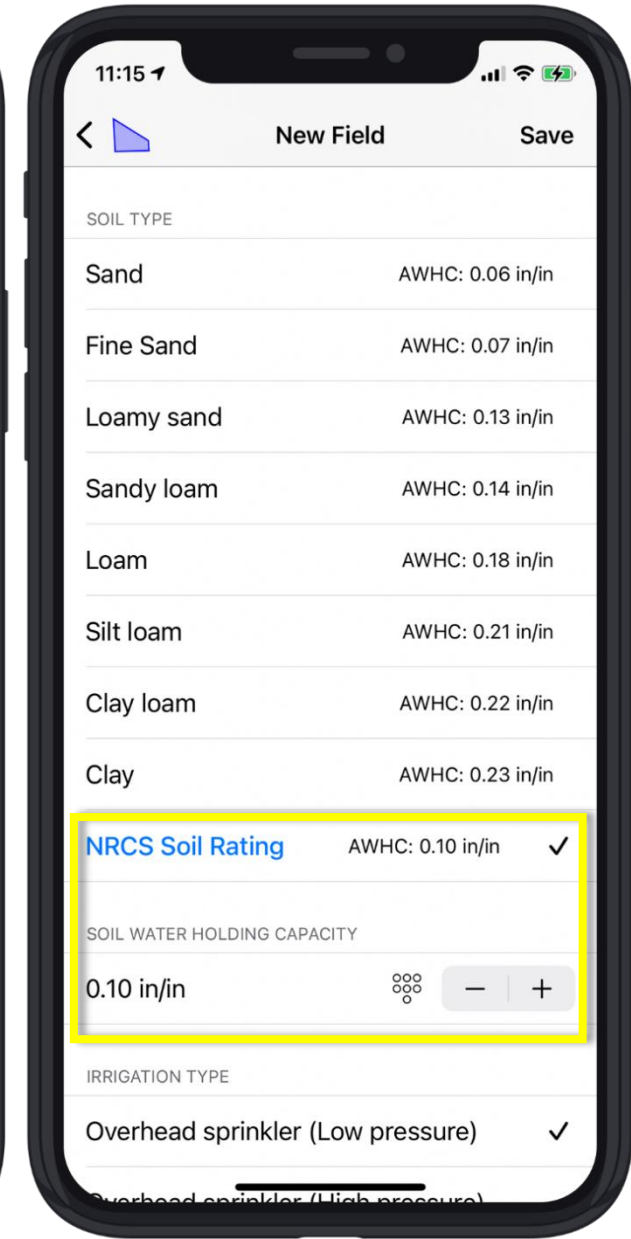 11:15
New Field Save
SOIL TYPE
Sand AWHC: 0.06 in/in
Fine Sand AWHC: 0.07 in/in
Loamy sand AWHC: 0.13 in/in
Sandy loam AWHC: 0.14 in/in
Loam AWHC: 0.18 in/in
Silt loam AWHC: 0.21 in/in
Clay loam AWHC: 0.22 in/in
Clay AWHC: 0.23 in/in
NRCS Soil Rating AWHC: 0.10 in/in
SOIL WATER HOLDING CAPACITY
0.10 in/in − +
IRRIGATION TYPE
Overhead sprinkler (Low pressure)
Overhead sprinkler (High pressure)